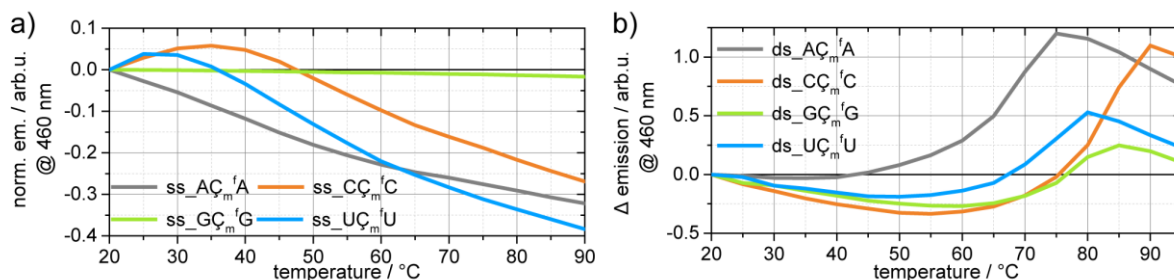 a)
norm. em. / arb.u.
@ 460 nm
0.1
0.0
-0.1
-0.2
-0.3
-0.4
ss_AÇₘᶠA
ss_CÇₘᶠC
ss_GÇₘᶠG
ss_UÇₘᶠU
20 30 40 50 60 70 80 90
temperature / °C
b)
Δ emission / arb.u.
@ 460 nm
1.0
0.5
0.0
-0.5
ds_AÇₘᶠA
ds_CÇₘᶠC
ds_GÇₘᶠG
ds_UÇₘᶠU
20 30 40 50 60 70 80 90
temperature / °C